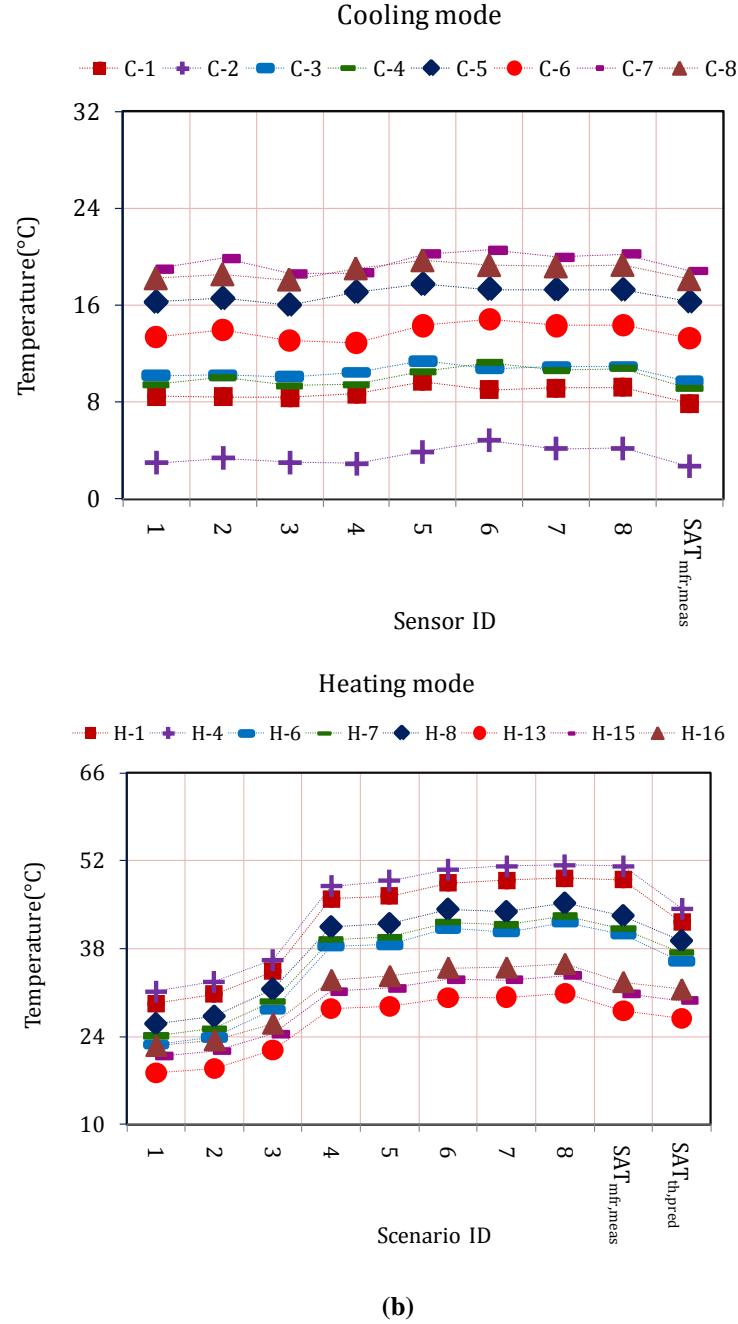 Cooling mode
C-1 C-2 C-3 C-4 C-5 C-6 C-7 C-8
32
24
16
8
0
Temperature(°C)
1 2 3 4 5 6 7 8 SATmfr,meas
Sensor ID
Heating mode
H-1 H-4 H-6 H-7 H-8 H-13 H-15 H-16
66
52
38
24
10
Temperature(°C)
1 2 3 4 5 6 7 8 SATmfr,meas SATth,pred
Scenario ID
(b)